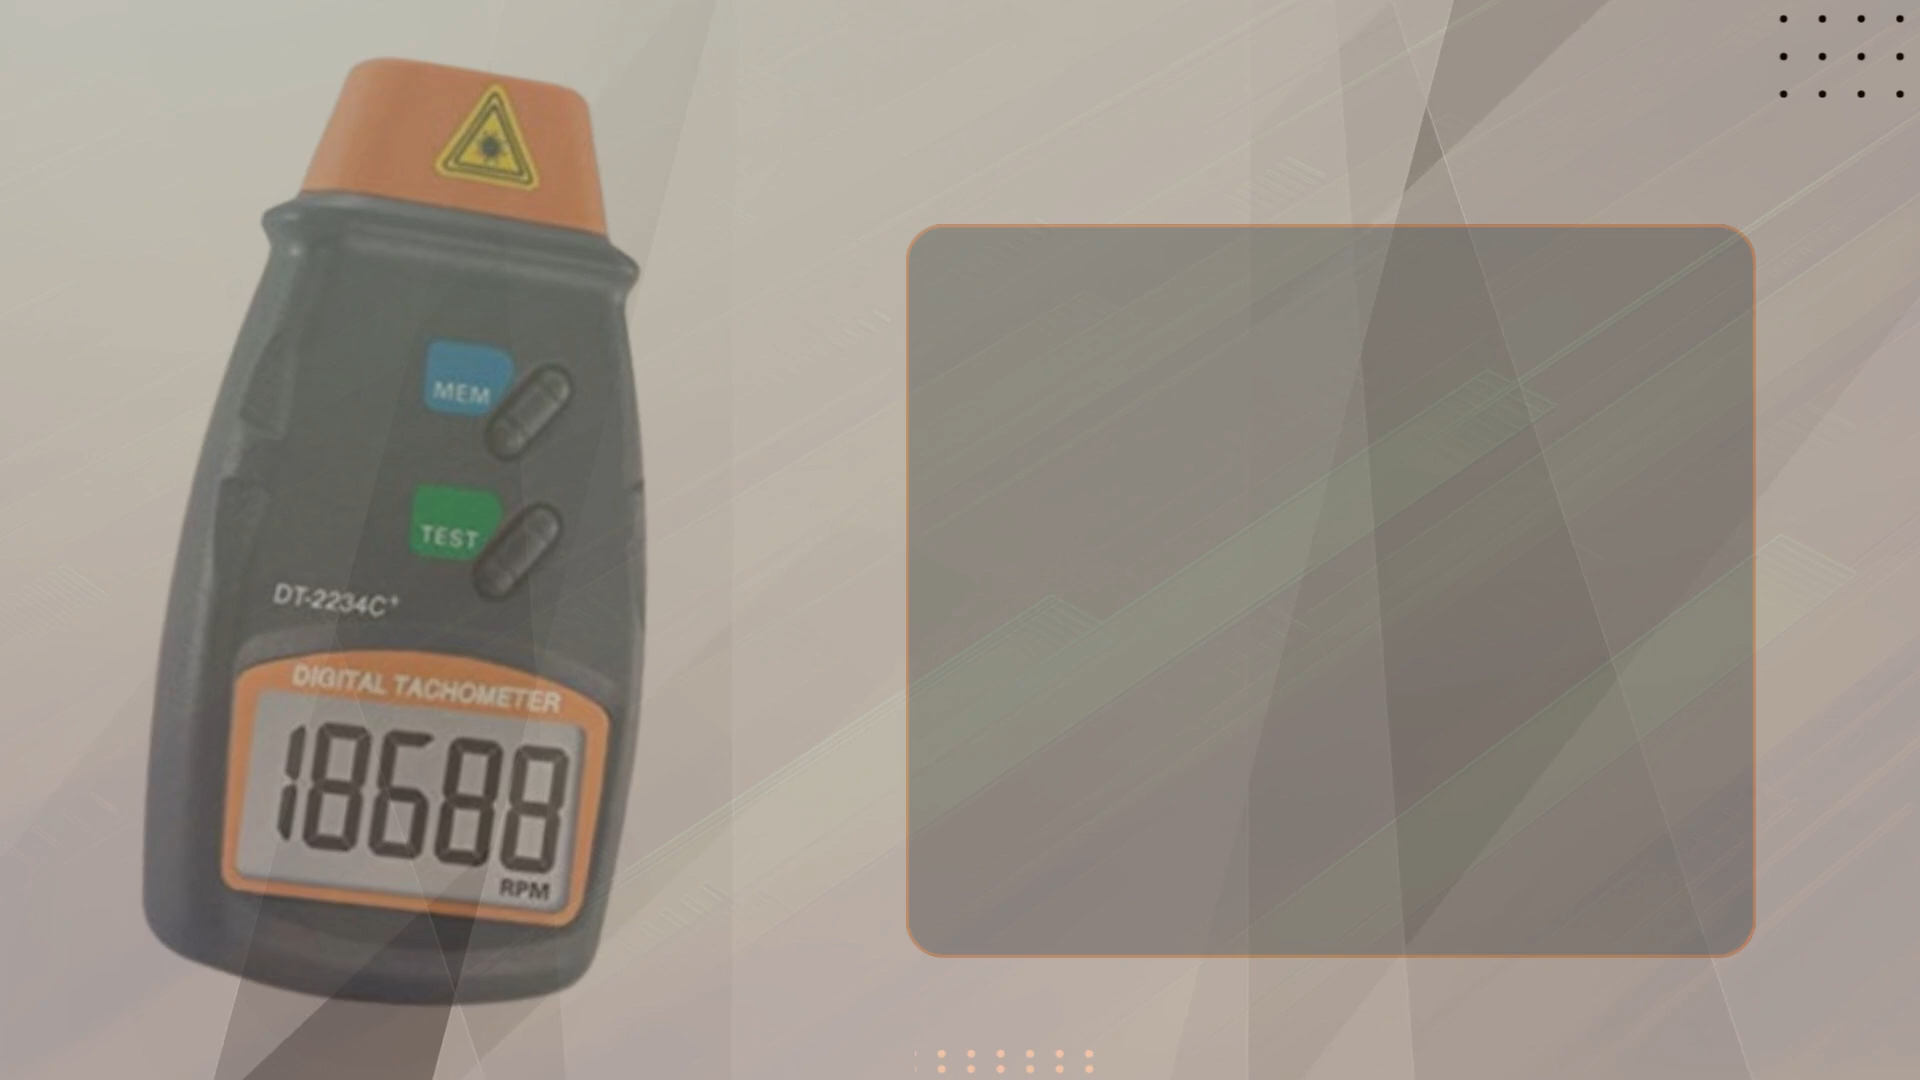 MEM
TEST
DT-2234C+
DIGITAL TACHOMETER
18688
RPM